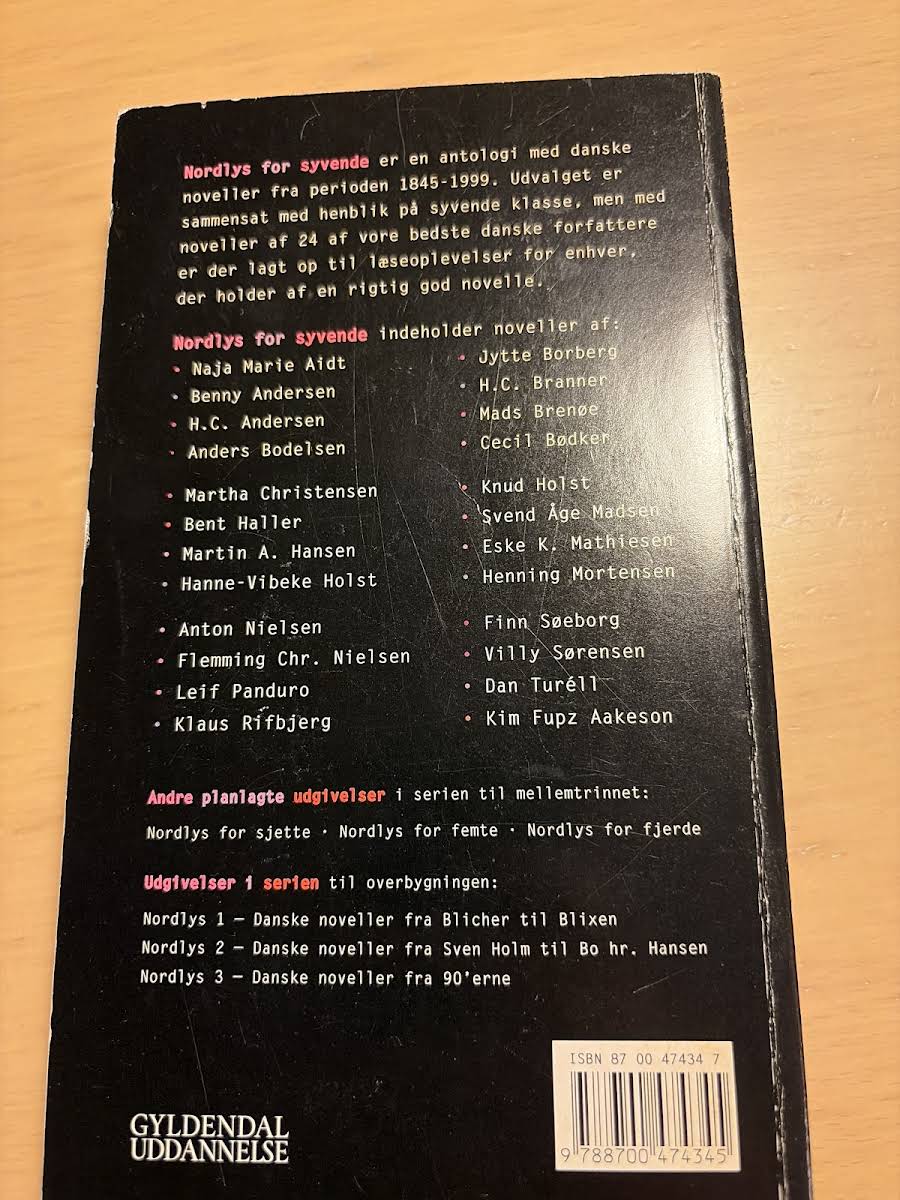 Nordlys for syvende er en antologi med danske
noveller fra perioden 1845-1999. Udvalget er
sammensat med henblik på syvende klasse, men med
noveller af 24 af vore bedste danske forfattere
er der lagt op til læseoplevelser for enhver,
der holder af en rigtig god novelle.
Nordlys for syvende indeholder noveller af:
• Naja Marie Aidt
• Benny Andersen
• H.C. Andersen
• Anders Bodelsen
• Martha Christensen
• Bent Haller
• Martin A. Hansen
• Hanne-Vibeke Holst
• Anton Nielsen
• Flemming Chr. Nielsen
• Leif Panduro
• Klaus Rifbjerg
• Jytte Borberg
• H.C. Branner
• Mads Brenøe
• Cecil Bødker
• Knud Holst
• Svend Åge Madsen
• Eske K. Mathiesen
• Henning Mortensen
• Finn Søeborg
• Villy Sørensen
• Dan Turéll
• Kim Fupz Aakeson
Andre planlagte udgivelser i serien til mellemtrinnet:
Nordlys for sjette · Nordlys for femte · Nordlys for fjerde
Udgivelser i serien til overbygningen:
Nordlys 1 – Danske noveller fra Blicher til Blixen
Nordlys 2 – Danske noveller fra Sven Holm til Bo hr. Hansen
Nordlys 3 – Danske noveller fra 90'erne
ISBN 87 00 47434 7
9 788700 474345
GYLDENDAL
UDDANNELSE